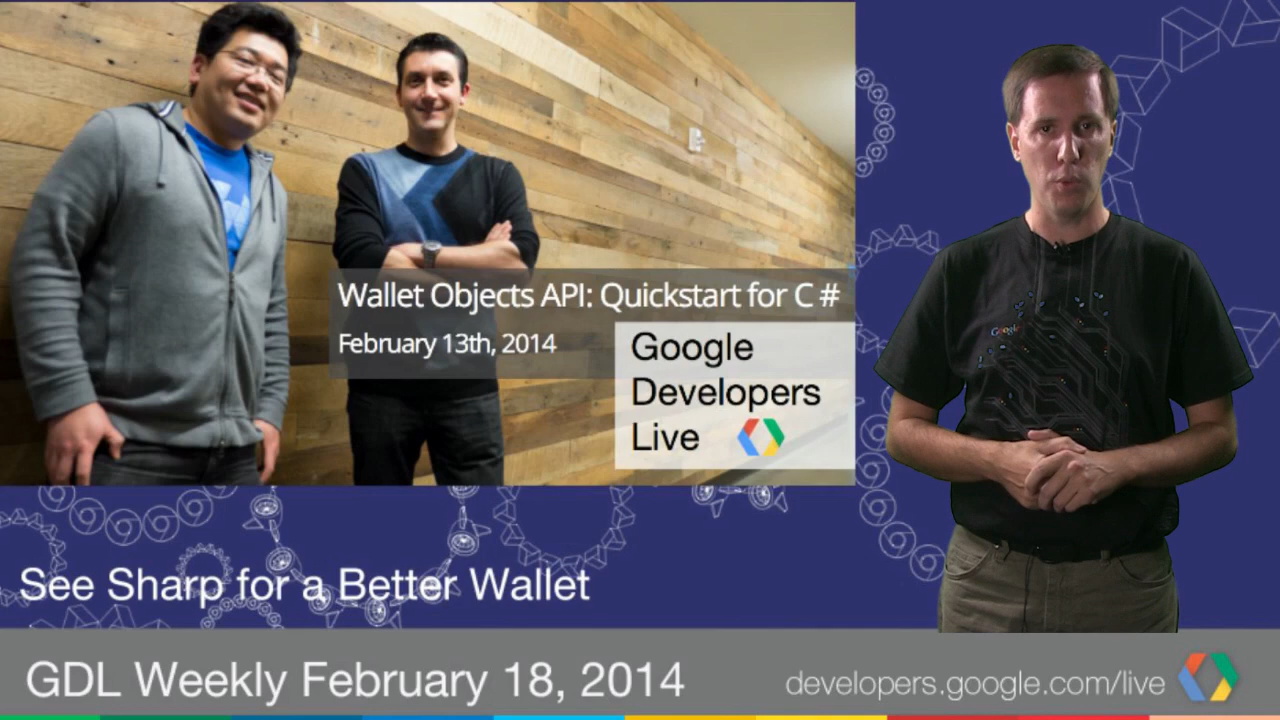 Wallet Objects API: Quickstart for C #
February 13th, 2014
Google
Developers
Live
Google
See Sharp for a Better Wallet
GDL Weekly February 18, 2014
developers.google.com/live